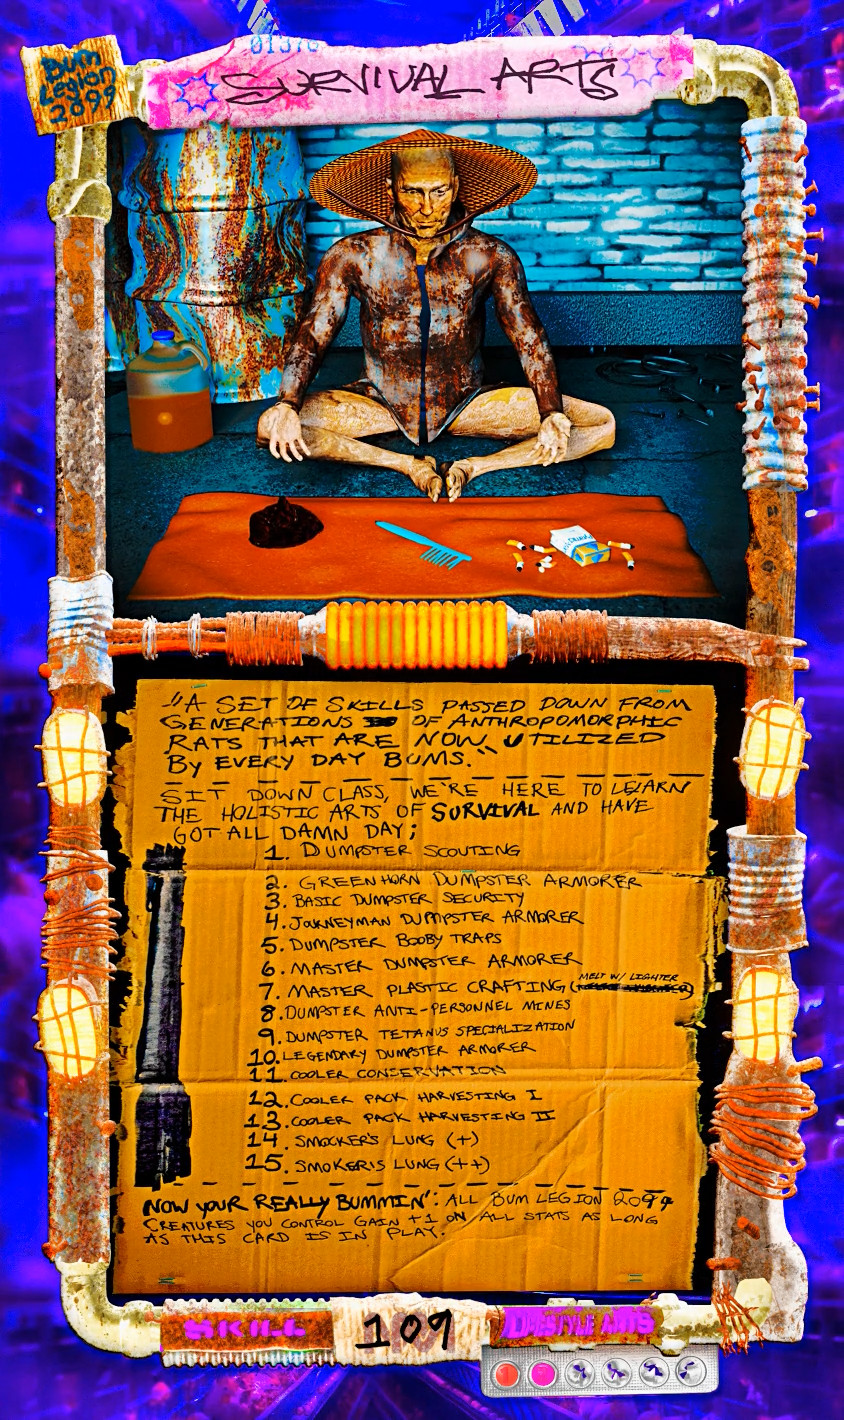 01376
Bum
Legion
2099
SURVIVAL ARTS
"A SET OF SKILLS PASSED DOWN FROM
GENERATIONS OF ANTHROPOMORPHIC
RATS THAT ARE NOW UTILIZED
BY EVERY DAY BUMS."
SIT DOWN CLASS, WE'RE HERE TO LEARN
THE HOLISTIC ARTS OF SURVIVAL AND HAVE
GOT ALL DAMN DAY;
1. DUMPSTER SCOUTING
2. GREENHORN DUMPSTER ARMORER
3. BASIC DUMPSTER SECURITY
4. JOURNEYMAN DUMPSTER ARMORER
5. DUMPSTER BOOBY TRAPS
6. MASTER DUMPSTER ARMORER
MELT W/ LIGHTER
7. MASTER PLASTIC CRAFTING
8. DUMPSTER ANTI-PERSONNEL MINES
9. DUMPSTER TETANUS SPECIALIZATION
10. LEGENDARY DUMPSTER ARMORER
11. COOLER CONSERVATION
12. COOLER PACK HARVESTING I
13. COOLER PACK HARVESTING II
14. SMOCKER'S LUNG (+)
15. SMOKER'S LUNG (++)
NOW YOUR REALLY BUMMIN': ALL BUM LEGION 2099
CREATURES YOU CONTROL GAIN +1 ON ALL STATS AS LONG
AS THIS CARD IS IN PLAY.
SKILL
109
LIFESTYLE ARTS